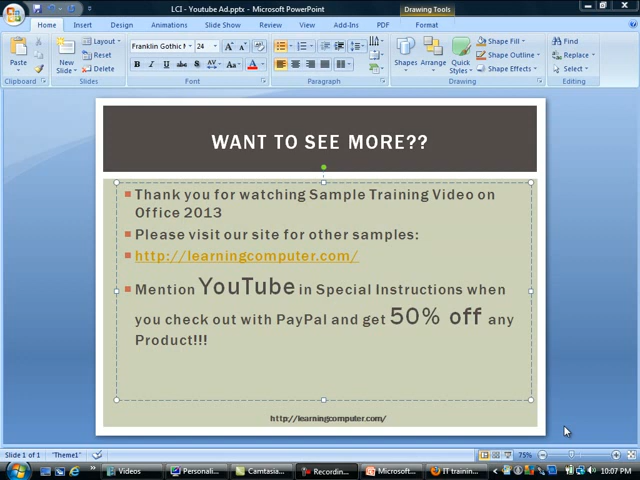 LCI - Youtube Ad.pptx - Microsoft PowerPoint
Drawing Tools
Home Insert Design Animations Slide Show Review View Add-Ins PDF Format
Paste
Clipboard
New Slide
Layout
Reset
Delete
Slides
Franklin Gothic M 24
Font
Paragraph
Shapes
Arrange
Quick Styles
Shape Fill
Shape Outline
Shape Effects
Drawing
Find
Replace
Select
Editing
WANT TO SEE MORE??
Thank you for watching Sample Training Video on
Office 2013
Please visit our site for other samples:
http://learningcomputer.com/
Mention YouTube in Special Instructions when
you check out with PayPal and get 50% off any
Product!!!
http://learningcomputer.com/
Slide 1 of 1 "Theme1" 75%
Start Videos Personali... Camtasia... Recordin... Microsoft... IT trainin... 10:07 PM